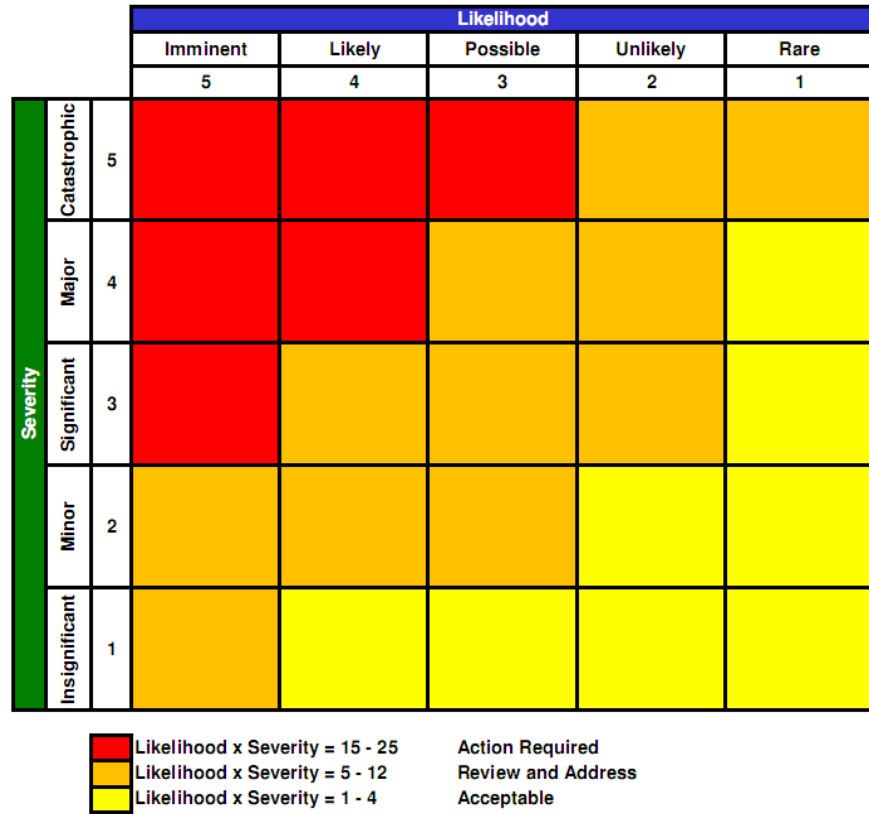 Likelihood
Imminent Likely Possible Unlikely Rare
5 4 3 2 1
Severity
Catastrophic 5
Major 4
Significant 3
Minor 2
Insignificant 1
Likelihood x Severity = 15 - 25 Action Required
Likelihood x Severity = 5 - 12 Review and Address
Likelihood x Severity = 1 - 4 Acceptable